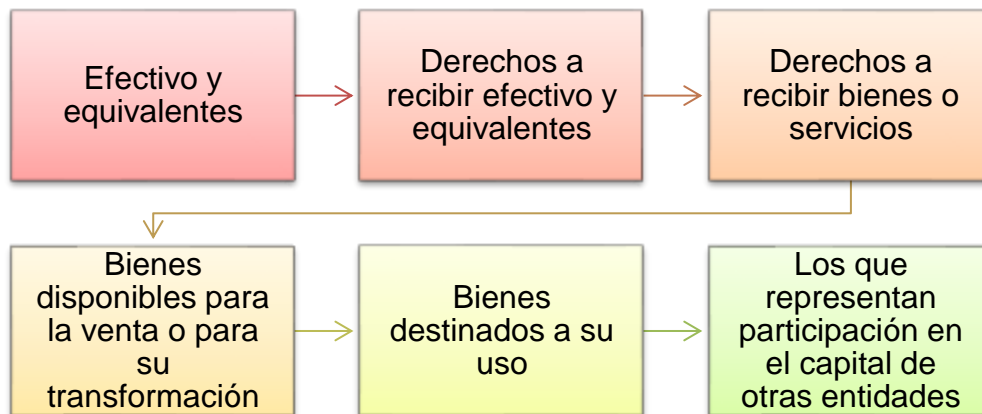 Efectivo y
equivalentes
Derechos a
recibir efectivo y
equivalentes
Derechos a
recibir bienes o
servicios
Bienes
disponibles para
la venta o para
su
transformación
Bienes
destinados a su
uso
Los que
representan
participación en
el capital de
otras entidades